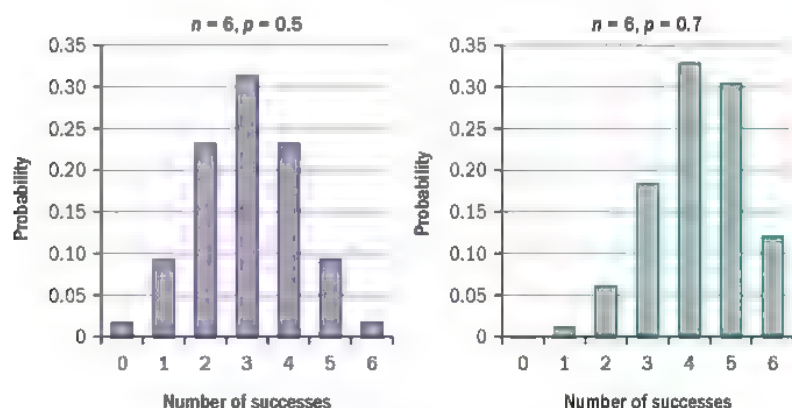 n = 6, p = 0.5
0.35
0.30
0.25
0.20
0.15
0.10
0.05
0
Probability
0 1 2 3 4 5 6
Number of successes
n = 6, p = 0.7
0.35
0.30
0.25
0.20
0.15
0.10
0.05
0
Probability
0 1 2 3 4 5 6
Number of successes